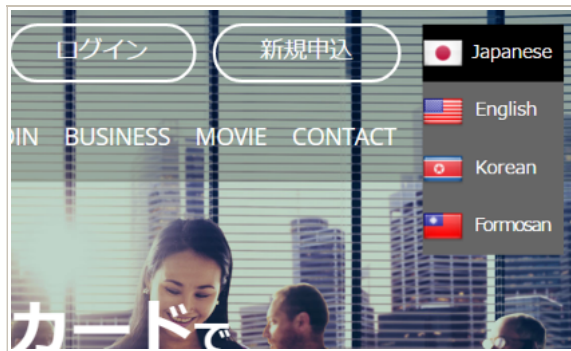 ログイン
新規申込
Japanese
English
Korean
Formosan
IN BUSINESS MOVIE CONTACT
カードで